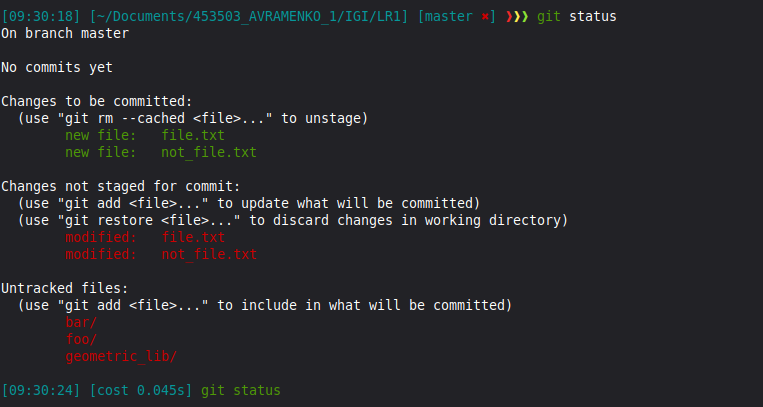 [09:30:18] [~/Documents/453503_AVRAMENKO_1/IGI/LR1] [master ✖] ❯❯❯ git status
On branch master
No commits yet
Changes to be committed:
(use "git rm --cached <file>..." to unstage)
new file:   file.txt
new file:   not_file.txt
Changes not staged for commit:
(use "git add <file>..." to update what will be committed)
(use "git restore <file>..." to discard changes in working directory)
modified:   file.txt
modified:   not_file.txt
Untracked files:
(use "git add <file>..." to include in what will be committed)
bar/
foo/
geometric_lib/
[09:30:24] [cost 0.045s] git status